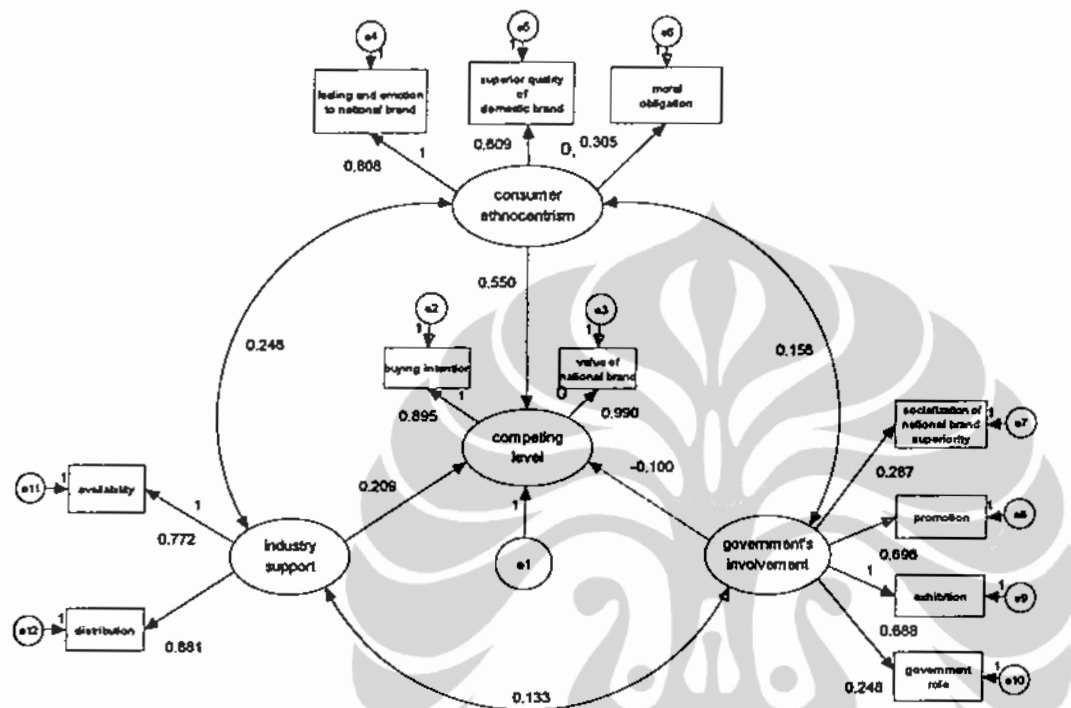 e4
1
e5
1
e6
1
feeling and emotion
to national brand
superior quality
of
domestic brand
moral
obligation
0,808
1
0,609
0,
0,305
consumer
ethnocentrism
0,550
0,248
0,158
e2
1
e3
1
buying intention
value of
national brand
1
0,895
0
0,990
competing
level
0,209
-0,100
1
e1
e11
1
availability
1
0,772
industry
support
e12
1
distribution
0,881
0,133
government's
involvement
socialization of
national brand
superiority
1
e7
0,287
promotion
1
e8
0,696
1
exhibition
1
e9
0,688
government
role
1
e10
0,248